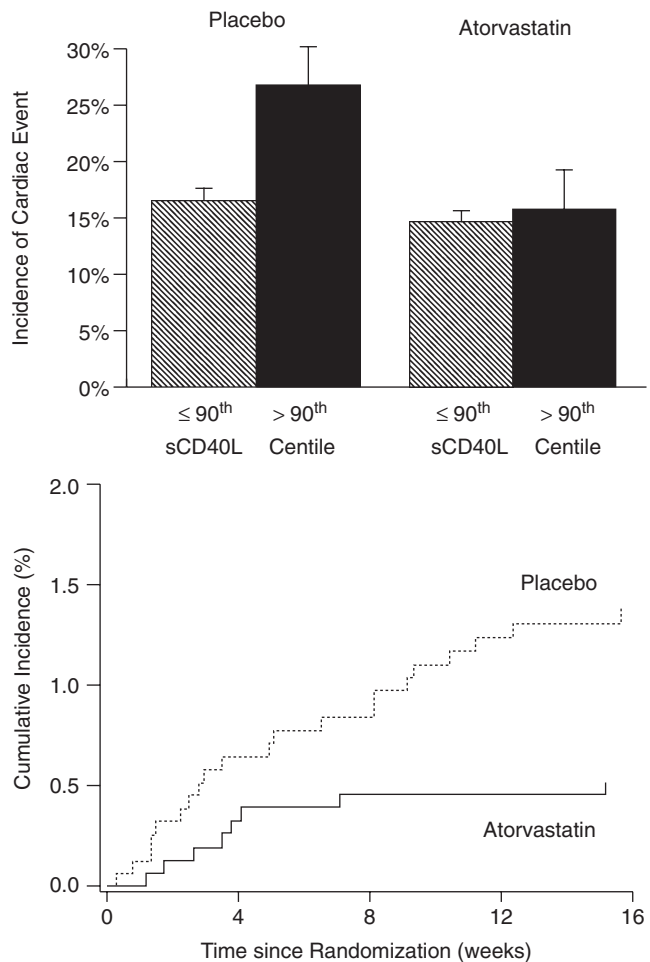 Placebo
Atorvastatin
Incidence of Cardiac Event
30%
25%
20%
15%
10%
5%
0%
≤ 90th > 90th ≤ 90th > 90th
sCD40L Centile sCD40L Centile
Cumulative Incidence (%)
2.0
1.5
1.0
0.5
0.0
Placebo
Atorvastatin
0 4 8 12 16
Time since Randomization (weeks)